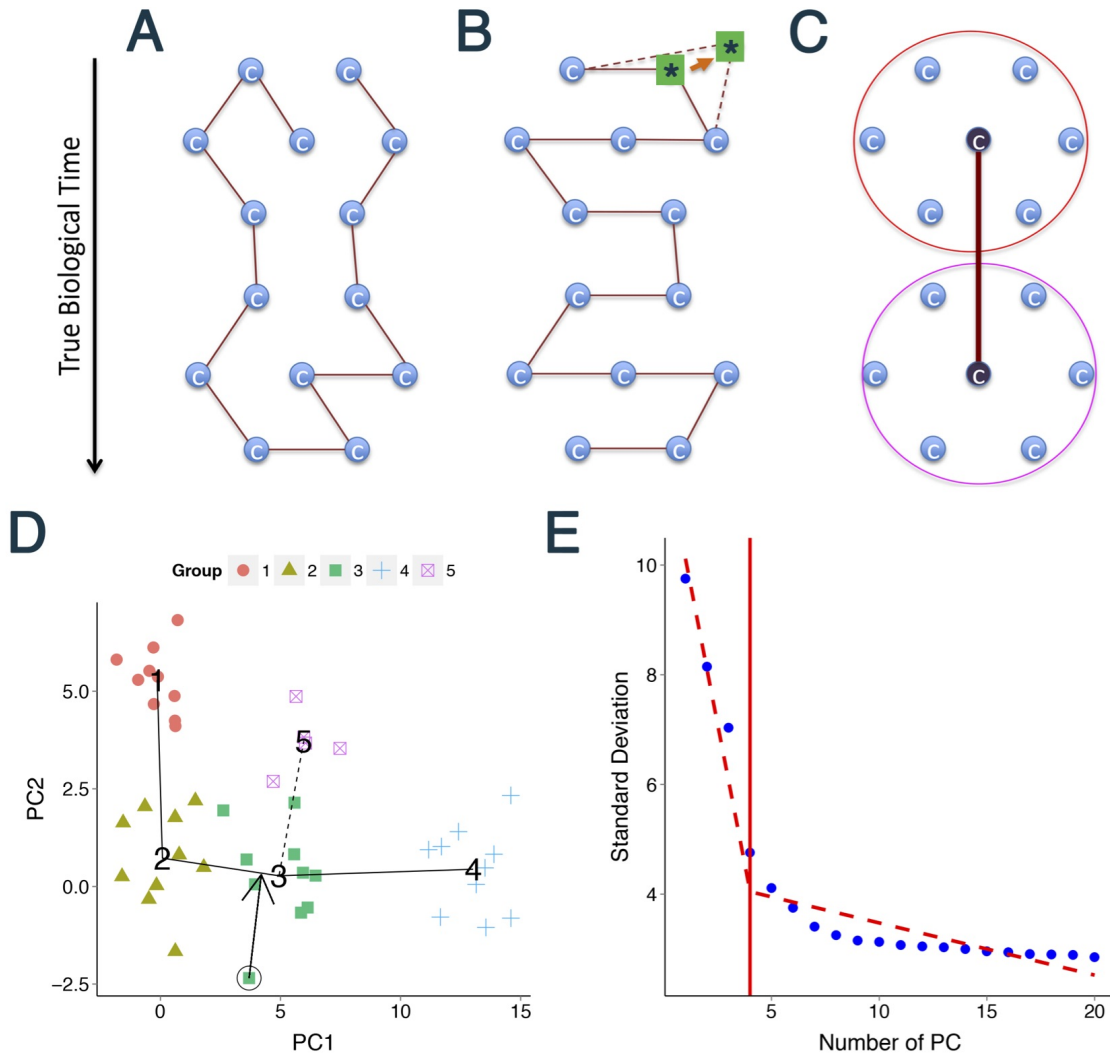 A
B
C
True Biological Time
* *
C C C *
C C C C C C C C C
C C C C C C
C C C C C C
C C C C C C C C C
C C C C C C
D
E
Group 1 2 3 4 5
PC2
5.0
2.5
0.0
−2.5
1
2
3
4
5
0 5 10 15
PC1
Standard Deviation
10
8
6
4
5 10 15 20
Number of PC